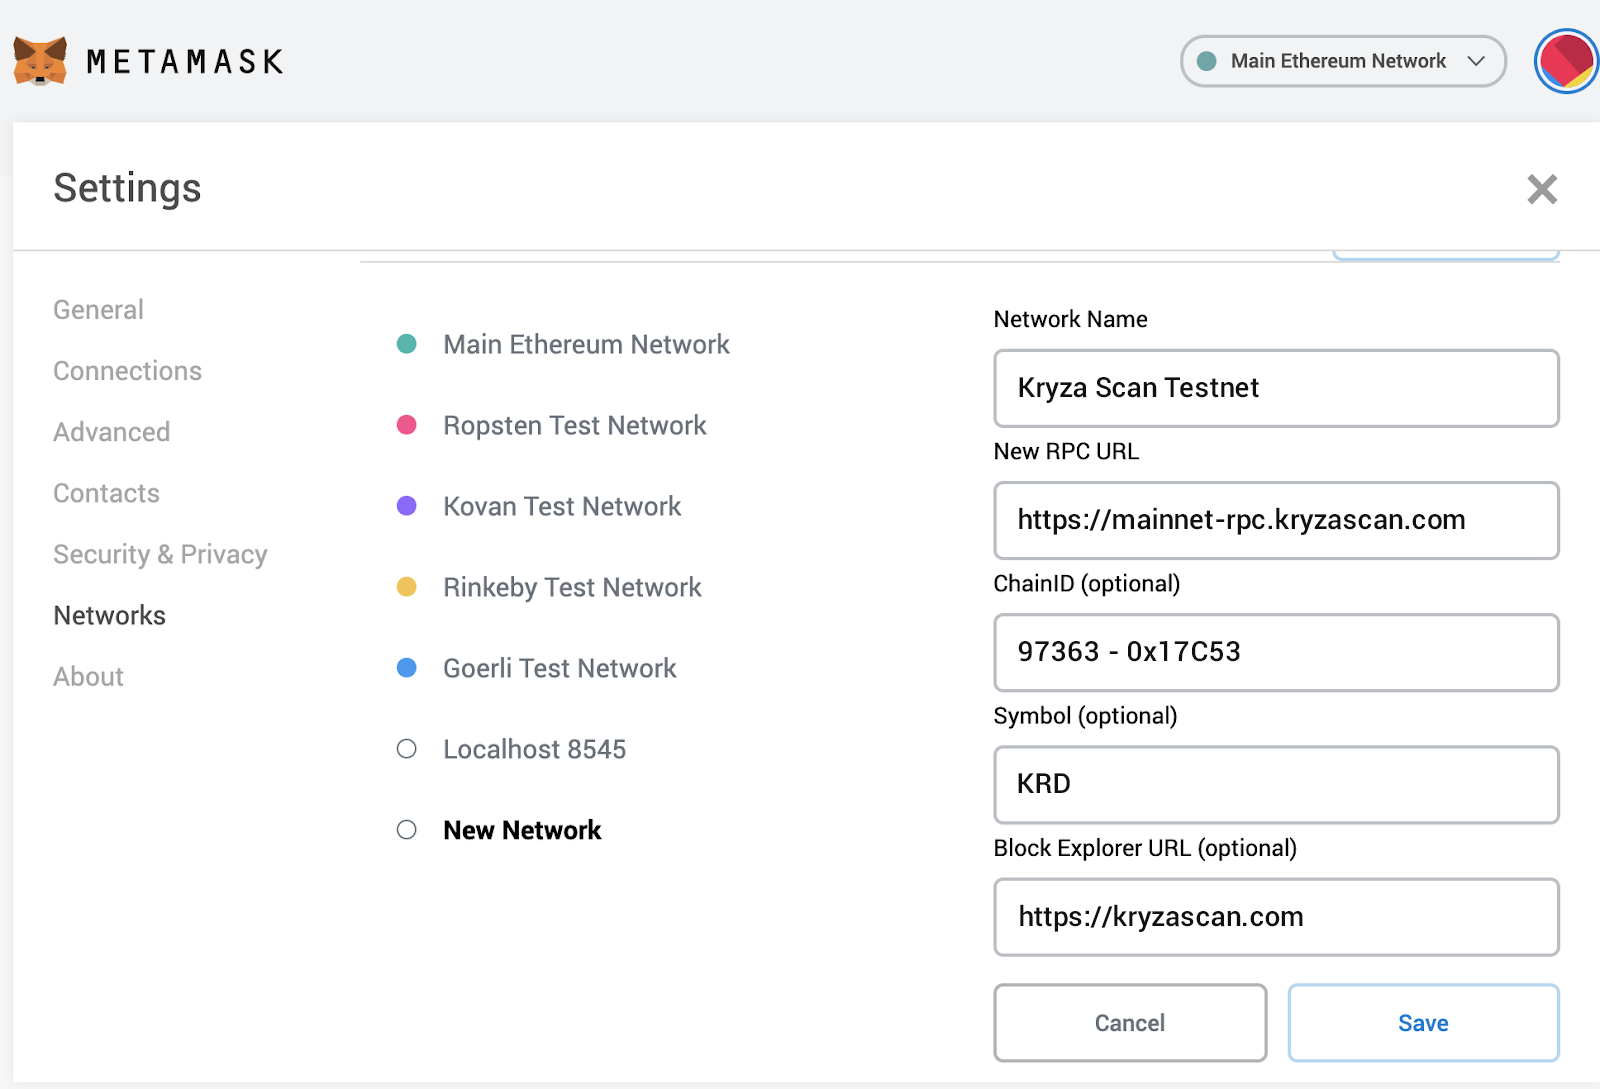 METAMASK
Main Ethereum Network
Settings
General
Connections
Advanced
Contacts
Security & Privacy
Networks
About
Main Ethereum Network
Ropsten Test Network
Kovan Test Network
Rinkeby Test Network
Goerli Test Network
Localhost 8545
New Network
Network Name
Kryza Scan Testnet
New RPC URL
https://mainnet-rpc.kryzascan.com
ChainID (optional)
97363 - 0x17C53
Symbol (optional)
KRD
Block Explorer URL (optional)
https://kryzascan.com
Cancel
Save